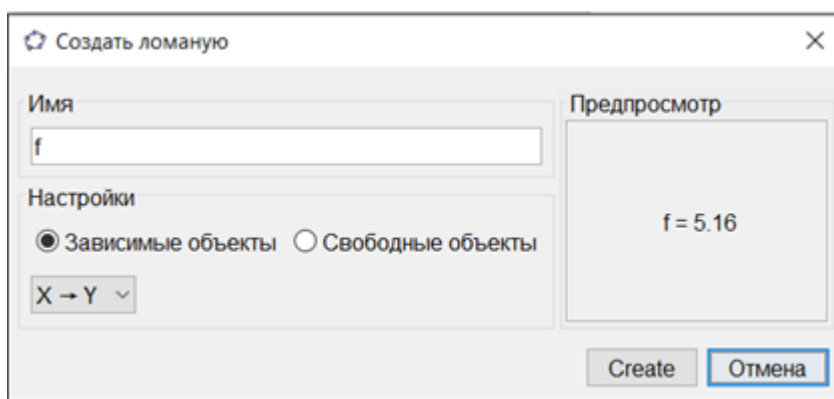 Создать ломаную
Имя
f
Настройки
Зависимые объекты Свободные объекты
X → Y
Предпросмотр
f = 5.16
Create Отмена